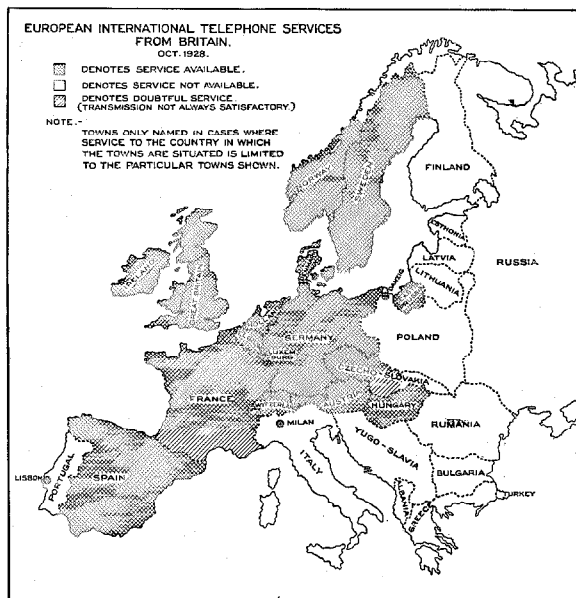 EUROPEAN INTERNATIONAL TELEPHONE SERVICES
FROM BRITAIN.
OCT. 1928.
DENOTES SERVICE AVAILABLE.
DENOTES SERVICE NOT AVAILABLE.
DENOTES DOUBTFUL SERVICE
(TRANSMISSION NOT ALWAYS SATISFACTORY.)
NOTE.-
TOWNS ONLY NAMED IN CASES WHERE
SERVICE TO THE COUNTRY IN WHICH
THE TOWNS ARE SITUATED IS LIMITED
TO THE PARTICULAR TOWNS SHOWN.
NORWAY
SWEDEN
FINLAND
ESTHONIA
LATVIA
LITHUANIA
RUSSIA
GREAT BRITAIN
GERMANY
POLAND
LUXEMBURG
CZECHO-SLOVAKIA
FRANCE
AUSTRIA
HUNGARY
RUMANIA
MILAN
YUGO-SLAVIA
ITALY
BULGARIA
ALBANIA
GREECE
TURKEY
LISBON
PORTUGAL
SPAIN